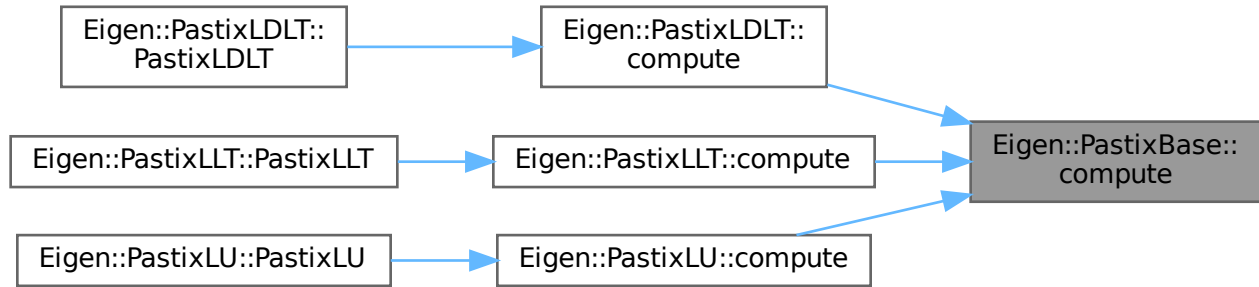 Eigen::PastixLDLT::
PastixLDLT
Eigen::PastixLDLT::
compute
Eigen::PastixLLT::PastixLLT
Eigen::PastixLLT::compute
Eigen::PastixBase::
compute
Eigen::PastixLU::PastixLU
Eigen::PastixLU::compute